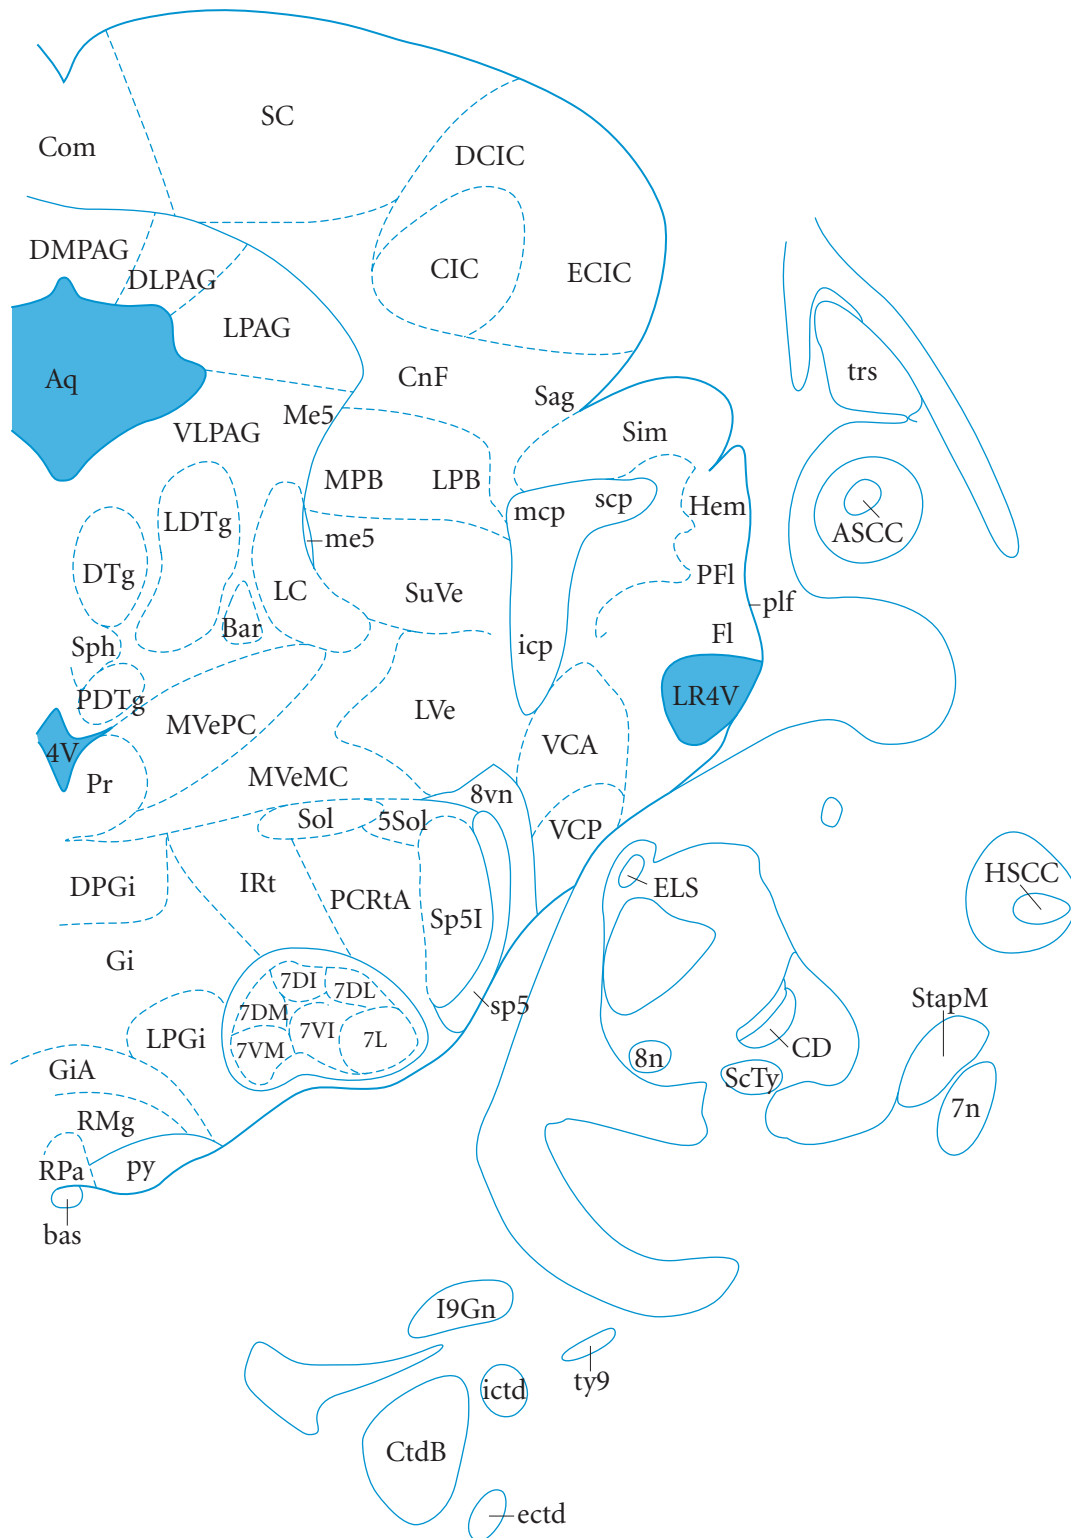 SC
Com
DCIC
DMPAG
DLPAG
CIC
ECIC
LPAG
Aq
CnF
trs
Sag
Me5
VLPAG
Sim
MPB
LPB
scp
mcp
Hem
LDTg
ASCC
me5
DTg
PFl
LC
SuVe
plf
Bar
Fl
Sph
icp
PDTg
LR4V
MVePC
LVe
4V
VCA
Pr
MVeMC
8vn
Sol
5Sol
VCP
DPGi
IRt
PCRtA
ELS
HSCC
Sp5I
Gi
7DI
7DL
StapM
sp5
7DM
7VI
LPGi
7L
7VM
CD
8n
GiA
ScTy
7n
RMg
RPa
py
bas
I9Gn
ty9
ictd
CtdB
ectd